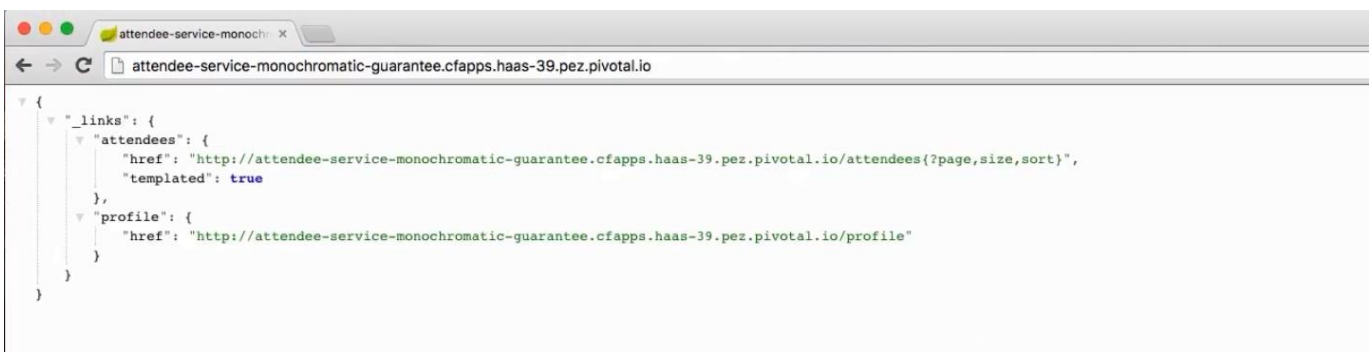 attendee-service-monoch
attendee-service-monochromatic-guarantee.cfapps.haas-39.pez.pivotal.io
{
"_links": {
"attendees": {
"href": "http://attendee-service-monochromatic-guarantee.cfapps.haas-39.pez.pivotal.io/attendees{?page,size,sort}",
"templated": true
},
"profile": {
"href": "http://attendee-service-monochromatic-guarantee.cfapps.haas-39.pez.pivotal.io/profile"
}
}
}